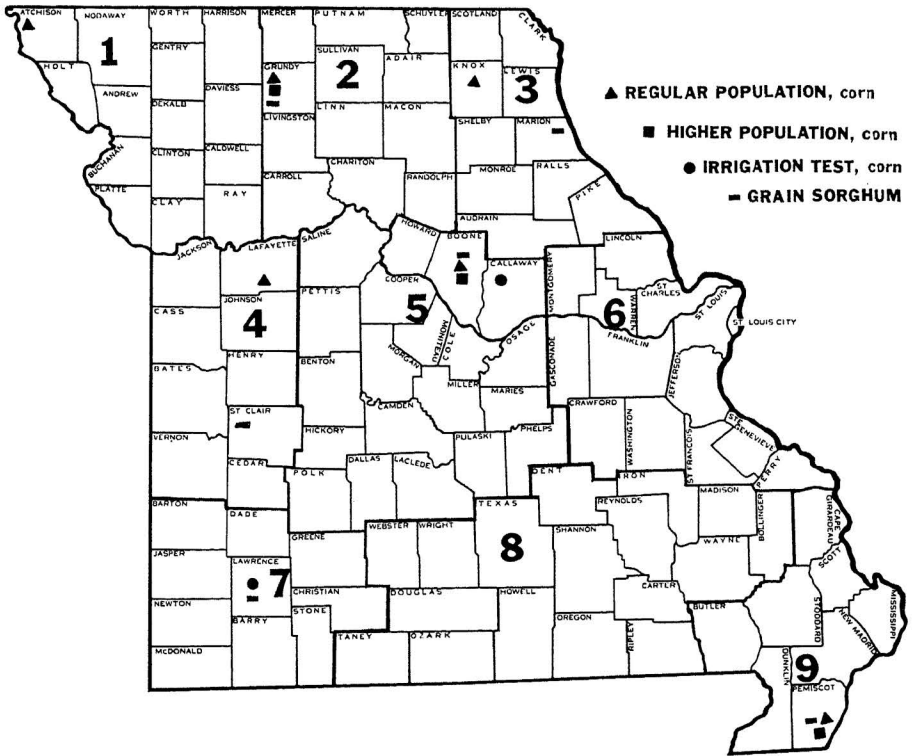 ATCHISON
NODAWAY
WORTH
HARRISON
MERCER
PUTNAM
SCHUYLER
SCOTLAND
CLARK
1
GENTRY
SULLIVAN
2
ADAIR
HOLT
GRUNDY
KNOX
LEWIS
3
ANDREW
DEKALB
DAVIESS
LINN
MACON
▲ REGULAR POPULATION, corn
LIVINGSTON
SHELBY
MARION
■ HIGHER POPULATION, corn
BUCHANAN
CLINTON
CALDWELL
CHARITON
RANDOLPH
MONROE
RALLS
● IRRIGATION TEST, corn
PLATTE
CLAY
RAY
CARROLL
PIKE
- GRAIN SORGHUM
AUDRAIN
JACKSON
LAFAYETTE
SALINE
HOWARD
BOONE
CALLAWAY
MONTGOMERY
LINCOLN
CASS
JOHNSON
4
PETTIS
COOPER
5
MONITEAU
COLE
OSAGE
6
WARREN
ST CHARLES
ST LOUIS
ST LOUIS CITY
FRANKLIN
GASCONADE
BATES
HENRY
BENTON
MORGAN
MILLER
MARIES
JEFFERSON
ST CLAIR
CAMDEN
CRAWFORD
WASHINGTON
STE GENEVIEVE
VERNON
HICKORY
PULASKI
PHELPS
ST FRANCOIS
PERRY
CEDAR
POLK
DALLAS
LACLEDE
DENT
IRON
BARTON
DADE
TEXAS
REYNOLDS
MADISON
BOLLINGER
CAPE GIRARDEAU
JASPER
GREENE
WEBSTER
WRIGHT
8
SHANNON
WAYNE
SCOTT
LAWRENCE
7
NEWTON
CHRISTIAN
DOUGLAS
HOWELL
CARTER
BUTLER
STODDARD
MISSISSIPPI
BARRY
STONE
OREGON
RIPLEY
NEW MADRID
McDONALD
TANEY
OZARK
DUNKLIN
9
PEMISCOT